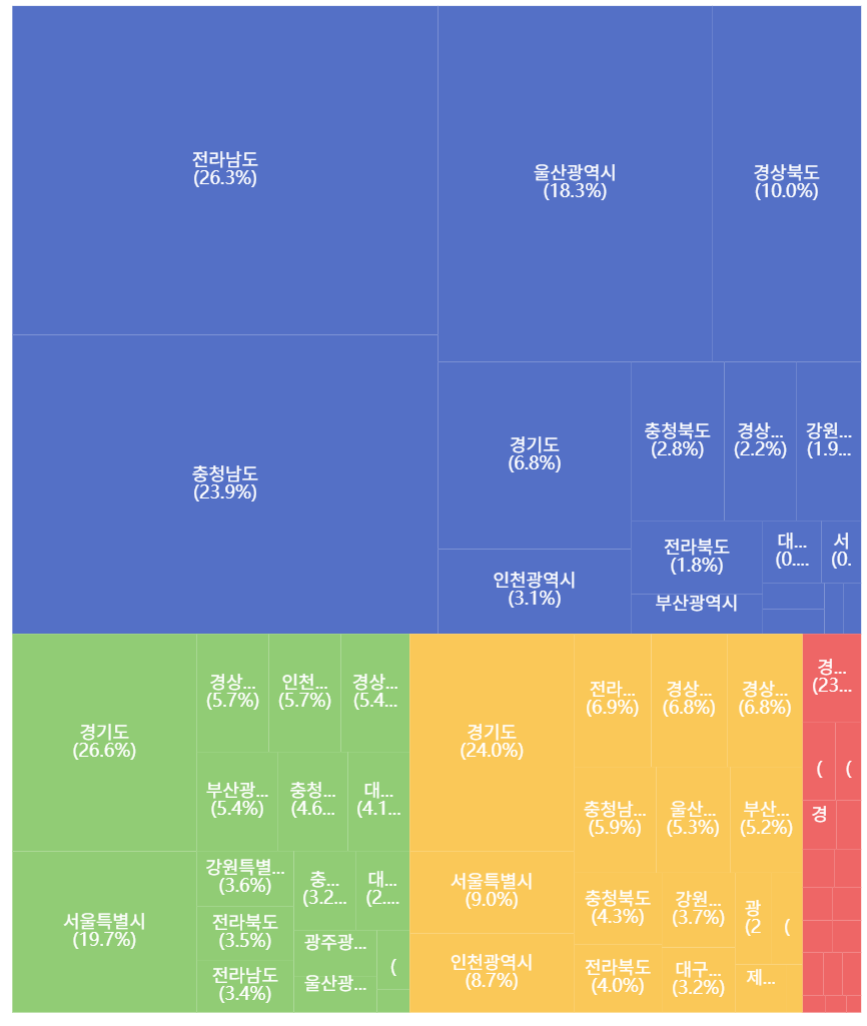 전라남도
(26.3%)
울산광역시
(18.3%)
경상북도
(10.0%)
충청남도
(23.9%)
경기도
(6.8%)
충청북도
(2.8%)
경상...
(2.2%)
강원...
(1.9...
인천광역시
(3.1%)
전라북도
(1.8%)
대...
(0....
서
(0.
부산광역시
경기도
(26.6%)
경상...
(5.7%)
인천...
(5.7%)
경상...
(5.4...
부산광...
(5.4%)
충청...
(4.6...
대...
(4.1...
서울특별시
(19.7%)
강원특별...
(3.6%)
충...
(3.2...
대...
(2....
전라북도
(3.5%)
광주광...
전라남도
(3.4%)
울산광...
(
경기도
(24.0%)
전라...
(6.9%)
경상...
(6.8%)
경상...
(6.8%)
충청남...
(5.9%)
울산...
(5.3%)
부산...
(5.2%)
서울특별시
(9.0%)
충청북도
(4.3%)
강원...
(3.7%)
광
(2
(
인천광역시
(8.7%)
전라북도
(4.0%)
대구...
(3.2%)
제...
경...
(23...
(
(
경